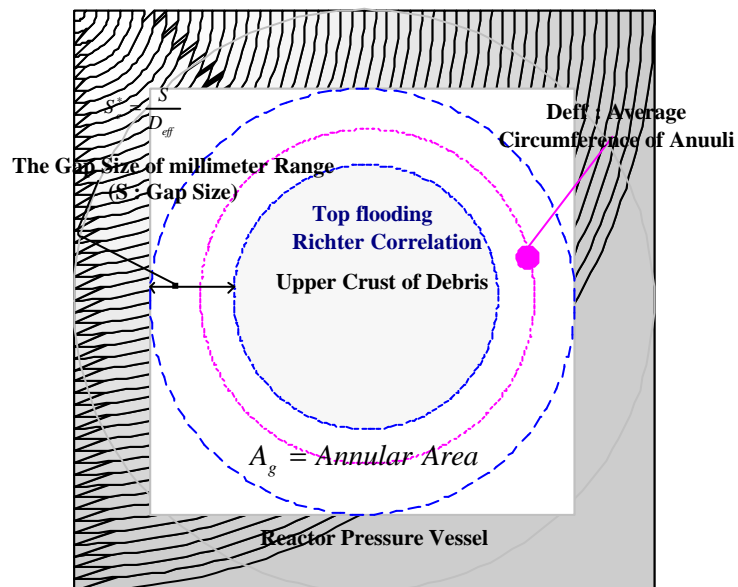 S*_r = S / D_eff
Deff : Average
Circumference of Anuuli
The Gap Size of millimeter Range
(S : Gap Size)
Top flooding
Richter Correlation
Upper Crust of Debris
A_g = Annular Area
Reactor Pressure Vessel